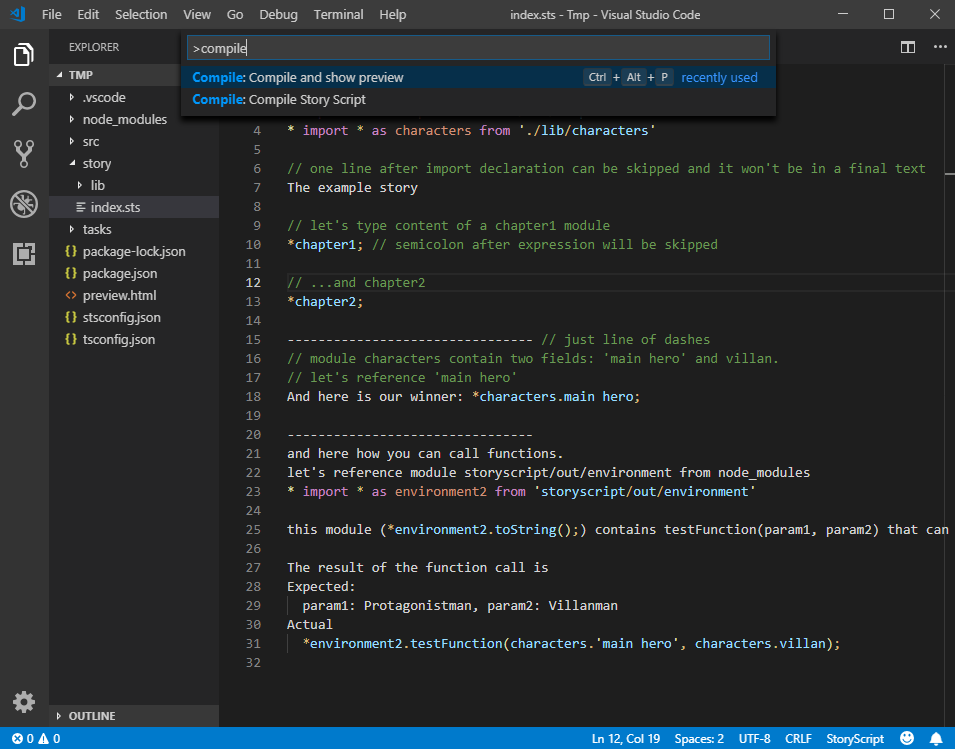 File Edit Selection View Go Debug Terminal Help index.sts - Tmp - Visual Studio Code
EXPLORER
>compile
Compile: Compile and show preview Ctrl + Alt + P recently used
Compile: Compile Story Script
TMP
.vscode
node_modules
src
story
lib
index.sts
tasks
package-lock.json
package.json
preview.html
stsconfig.json
tsconfig.json
OUTLINE
4 * import * as characters from './lib/characters'
5
6 // one line after import declaration can be skipped and it won't be in a final text
7 The example story
8
9 // let's type content of a chapter1 module
10 *chapter1; // semicolon after expression will be skipped
11
12 // ...and chapter2
13 *chapter2;
14
15 -------------------------------- // just line of dashes
16 // module characters contain two fields: 'main hero' and villan.
17 // let's reference 'main hero'
18 And here is our winner: *characters.main hero;
19
20 --------------------------------
21 and here how you can call functions.
22 let's reference module storyscript/out/environment from node_modules
23 * import * as environment2 from 'storyscript/out/environment'
24
25 this module (*environment2.toString();) contains testFunction(param1, param2) that can
26
27 The result of the function call is
28 Expected:
29 param1: Protagonistman, param2: Villanman
30 Actual
31 *environment2.testFunction(characters.'main hero', characters.villan);
32
0 0 Ln 12, Col 19 Spaces: 2 UTF-8 CRLF StoryScript